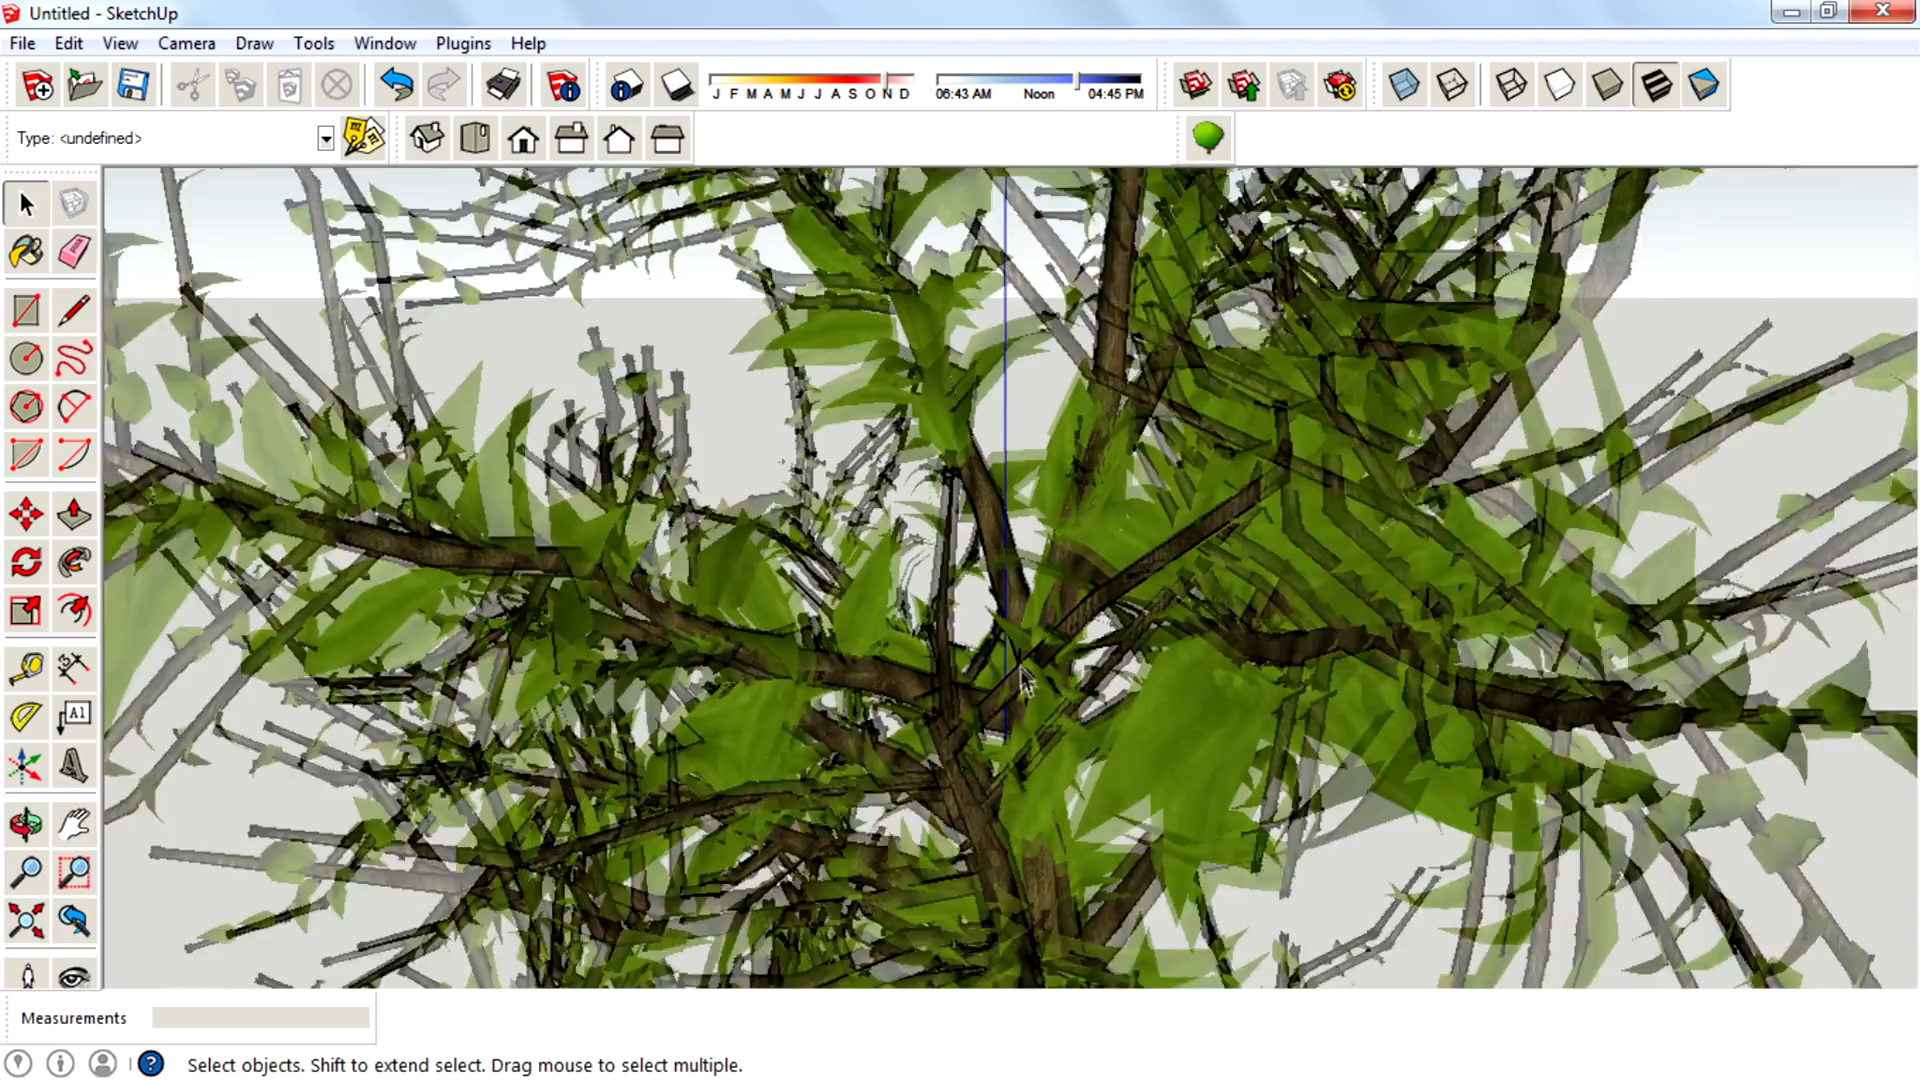 Untitled - SketchUp
File Edit View Camera Draw Tools Window Plugins Help
J F M A M J J A S O N D 06:43 AM Noon 04:45 PM
Type: <undefined>
A1
Measurements
Select objects. Shift to extend select. Drag mouse to select multiple.